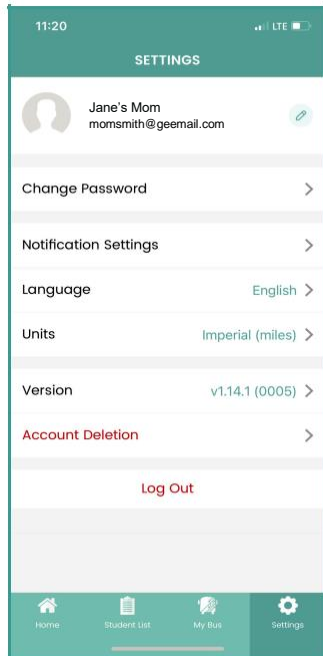 11:20 LTE
SETTINGS
Jane's Mom
momsmith@geemail.com
Change Password
Notification Settings
Language English
Units Imperial (miles)
Version v1.14.1 (0005)
Account Deletion
Log Out
Home Student List My Bus Settings